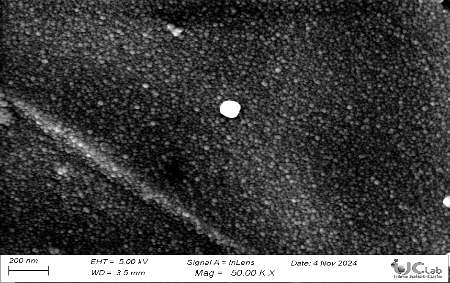 200 nm
EHT = 5.00 kV
Signal A = InLens
Date: 4 Nov 2024
WD = 3.5 mm
Mag = 50.00 K X
Lab